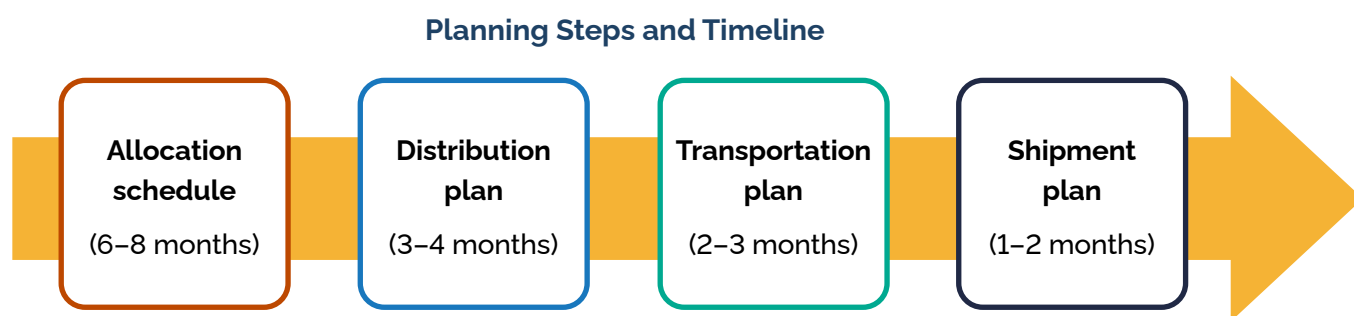 Planning Steps and Timeline
Allocation
schedule
(6–8 months)
Distribution
plan
(3–4 months)
Transportation
plan
(2–3 months)
Shipment
plan
(1–2 months)